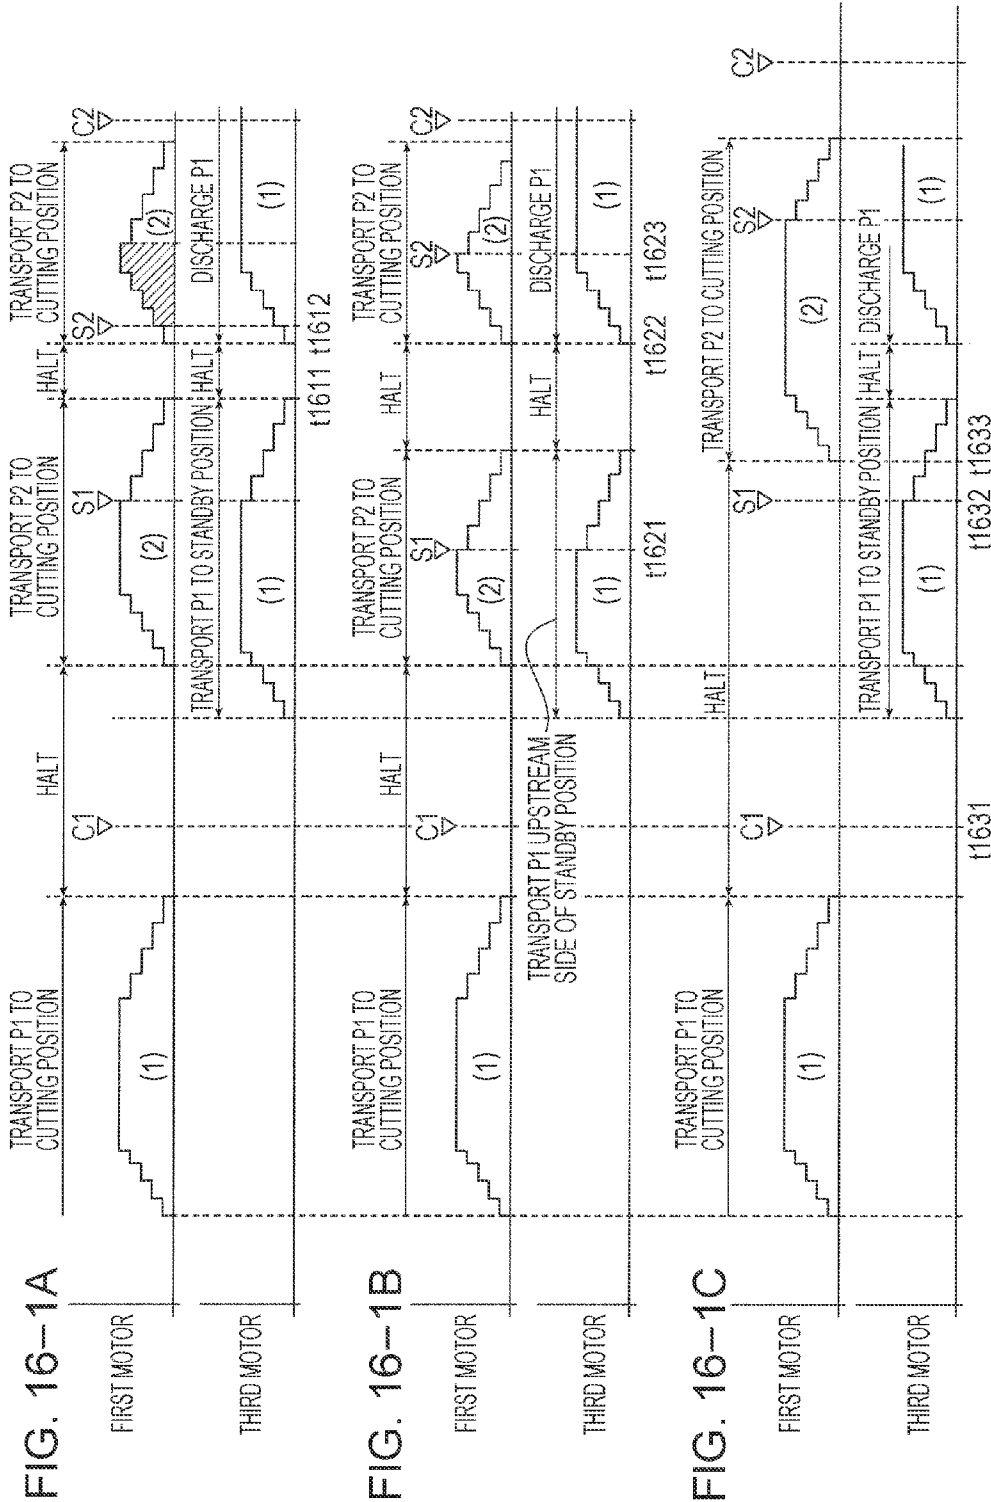 FIG. 16-1A
FIRST MOTOR
THIRD MOTOR
TRANSPORT P1 TO
CUTTING POSITION
HALT
TRANSPORT P2 TO
CUTTING POSITION
HALT
TRANSPORT P2 TO
CUTTING POSITION
C1
S1
S2
C2
(1)
(2)
(2)
TRANSPORT P1 TO STANDBY POSITION
HALT
DISCHARGE P1
(1)
(1)
t1611
t1612
FIG. 16-1B
FIRST MOTOR
THIRD MOTOR
TRANSPORT P1 TO
CUTTING POSITION
HALT
TRANSPORT P2 TO
CUTTING POSITION
HALT
TRANSPORT P2 TO
CUTTING POSITION
C1
S1
S2
C2
(1)
(2)
(2)
TRANSPORT P1 UPSTREAM
SIDE OF STANDBY POSITION
HALT
DISCHARGE P1
(1)
(1)
t1621
t1622
t1623
FIG. 16-1C
FIRST MOTOR
THIRD MOTOR
TRANSPORT P1 TO
CUTTING POSITION
HALT
TRANSPORT P2 TO CUTTING POSITION
C1
S1
S2
C2
(1)
(2)
TRANSPORT P1 TO STANDBY POSITION
HALT
DISCHARGE P1
(1)
(1)
t1631
t1632
t1633